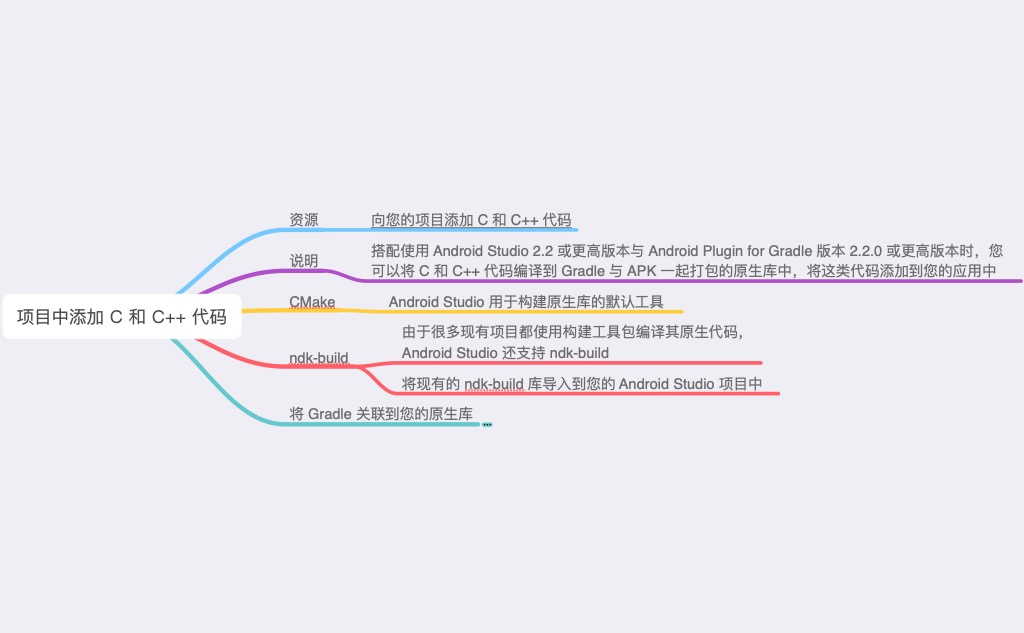 项目中添加 C 和 C++ 代码
资源
向您的项目添加 C 和 C++ 代码
说明
搭配使用 Android Studio 2.2 或更高版本与 Android Plugin for Gradle 版本 2.2.0 或更高版本时，您
可以将 C 和 C++ 代码编译到 Gradle 与 APK 一起打包的原生库中，将这类代码添加到您的应用中
CMake
Android Studio 用于构建原生库的默认工具
ndk-build
由于很多现有项目都使用构建工具包编译其原生代码，
Android Studio 还支持 ndk-build
将现有的 ndk-build 库导入到您的 Android Studio 项目中
将 Gradle 关联到您的原生库